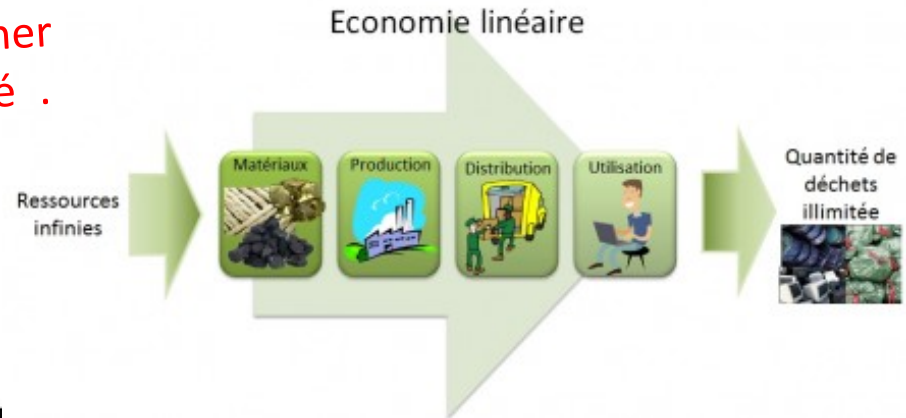 Economie linéaire
ner
é .
Ressources
infinies
Matériaux
Production
Distribution
Utilisation
Quantité de
déchets
illimitée